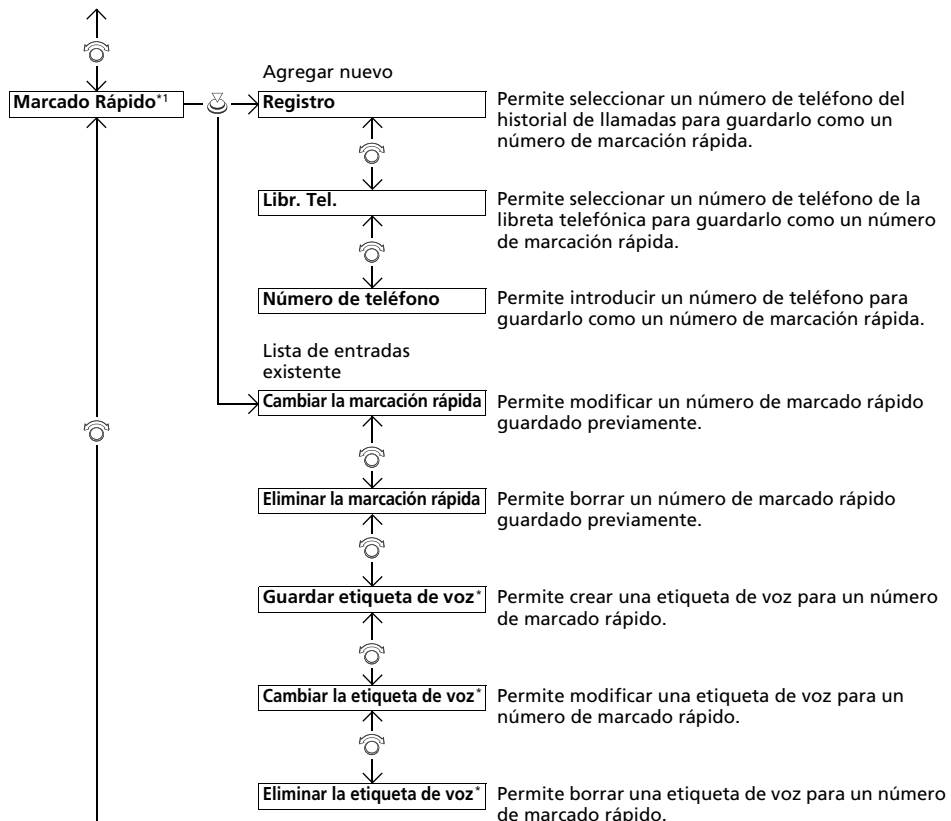 Agregar nuevo
Marcado Rápido*1
Registro
Permite seleccionar un número de teléfono del
historial de llamadas para guardarlo como un
número de marcación rápida.
Libr. Tel.
Permite seleccionar un número de teléfono de la
libreta telefónica para guardarlo como un número
de marcación rápida.
Número de teléfono
Permite introducir un número de teléfono para
guardarlo como un número de marcación rápida.
Lista de entradas
existente
Cambiar la marcación rápida
Permite modificar un número de marcado rápido
guardado previamente.
Eliminar la marcación rápida
Permite borrar un número de marcado rápido
guardado previamente.
Guardar etiqueta de voz*
Permite crear una etiqueta de voz para un número
de marcado rápido.
Cambiar la etiqueta de voz*
Permite modificar una etiqueta de voz para un
número de marcado rápido.
Eliminar la etiqueta de voz*
Permite borrar una etiqueta de voz para un número
de marcado rápido.